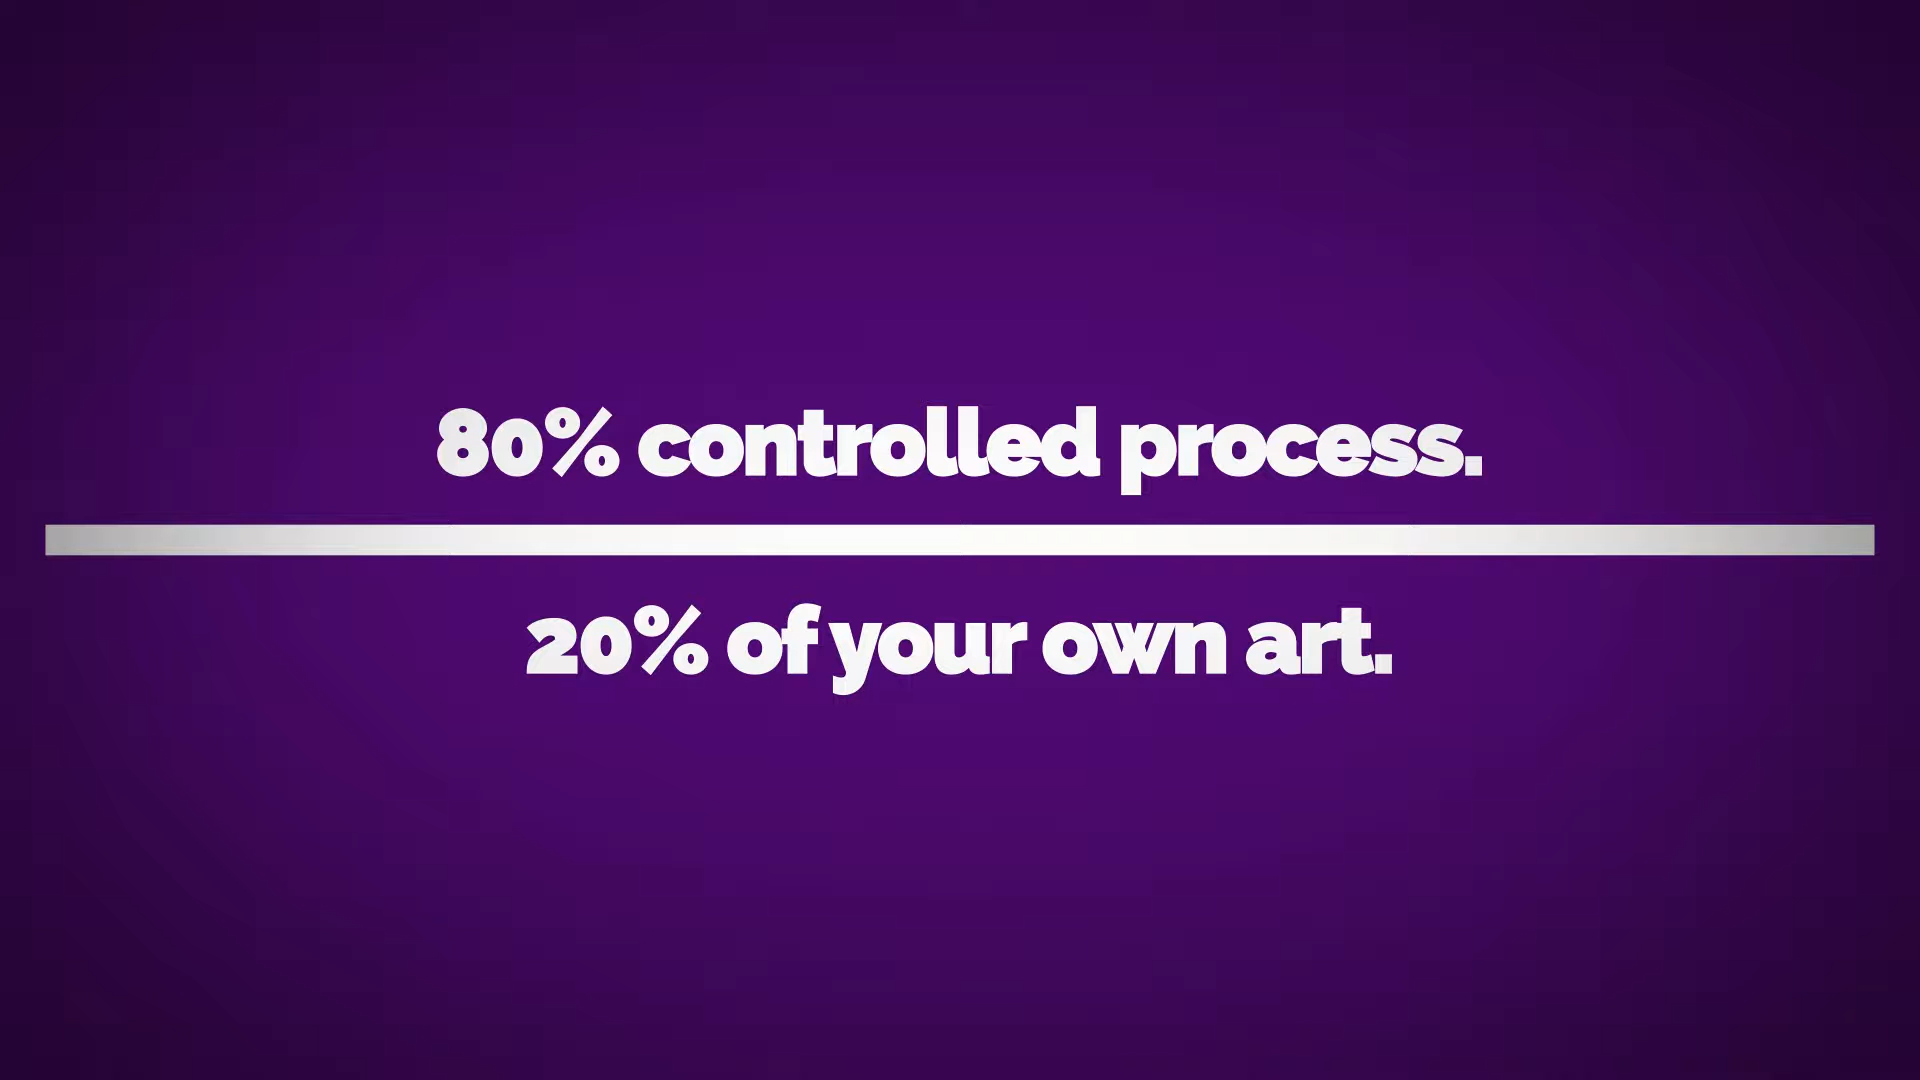 80% controlled process.
20% of your own art.